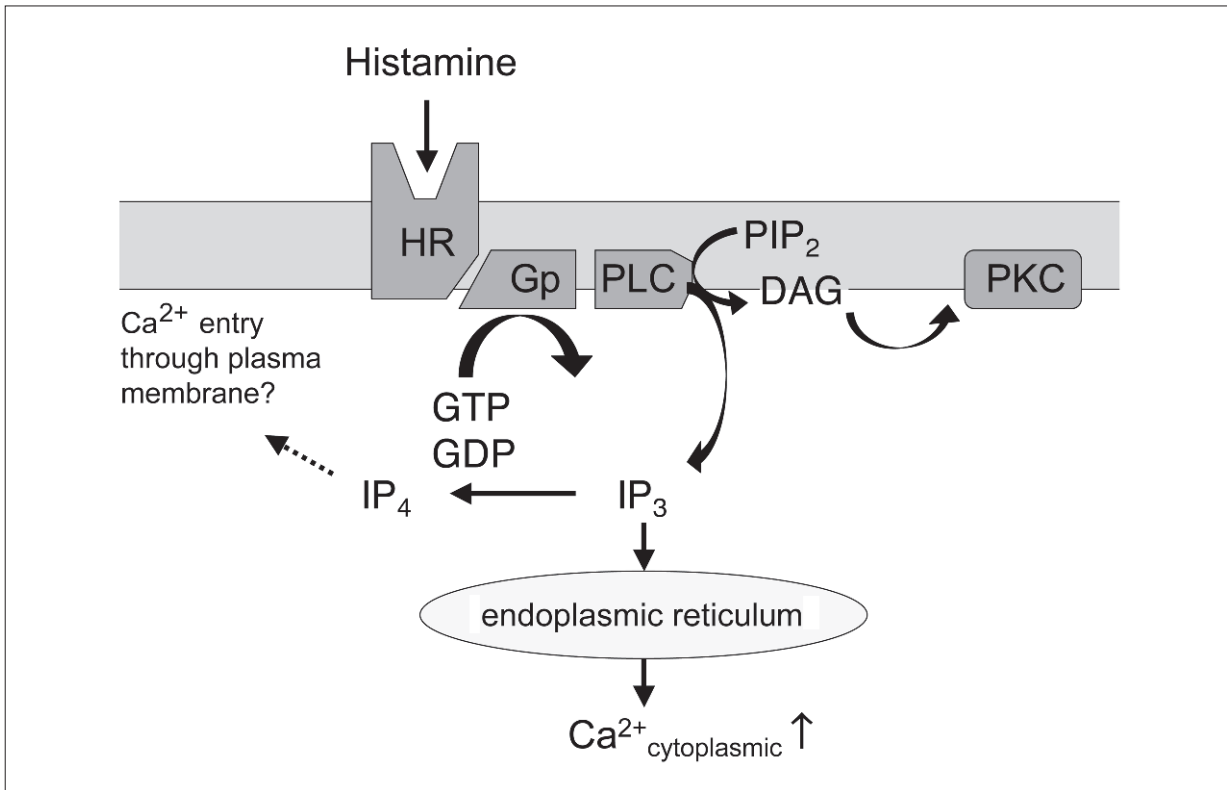 Histamine
HR
Gp
PLC
PIP₂
DAG
PKC
Ca²⁺ entry
through plasma
membrane?
GTP
GDP
IP₄
IP₃
endoplasmic reticulum
Ca²⁺cytoplasmic ↑